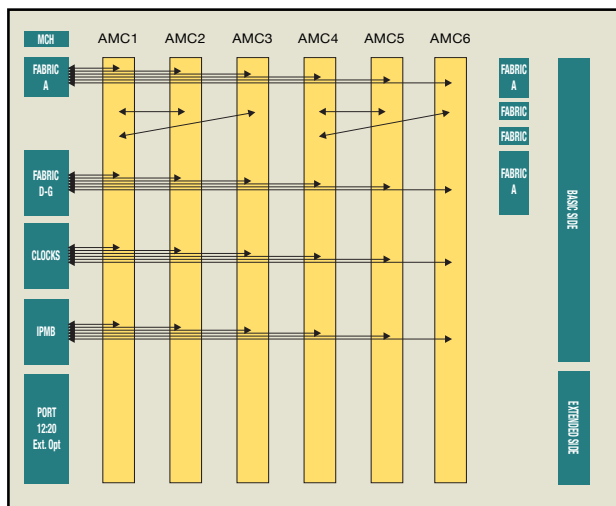 MCH
AMC1 AMC2 AMC3 AMC4 AMC5 AMC6
FABRIC
A
FABRIC
D-G
CLOCKS
IPMB
PORT
12:20
Ext. Opt
FABRIC
A
FABRIC
FABRIC
FABRIC
A
BASIC SIDE
EXTENDED SIDE